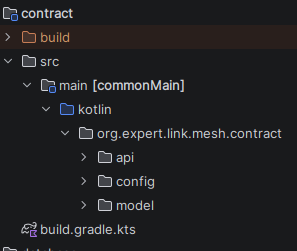 contract
build
src
main [commonMain]
kotlin
org.expert.link.mesh.contract
api
config
model
build.gradle.kts